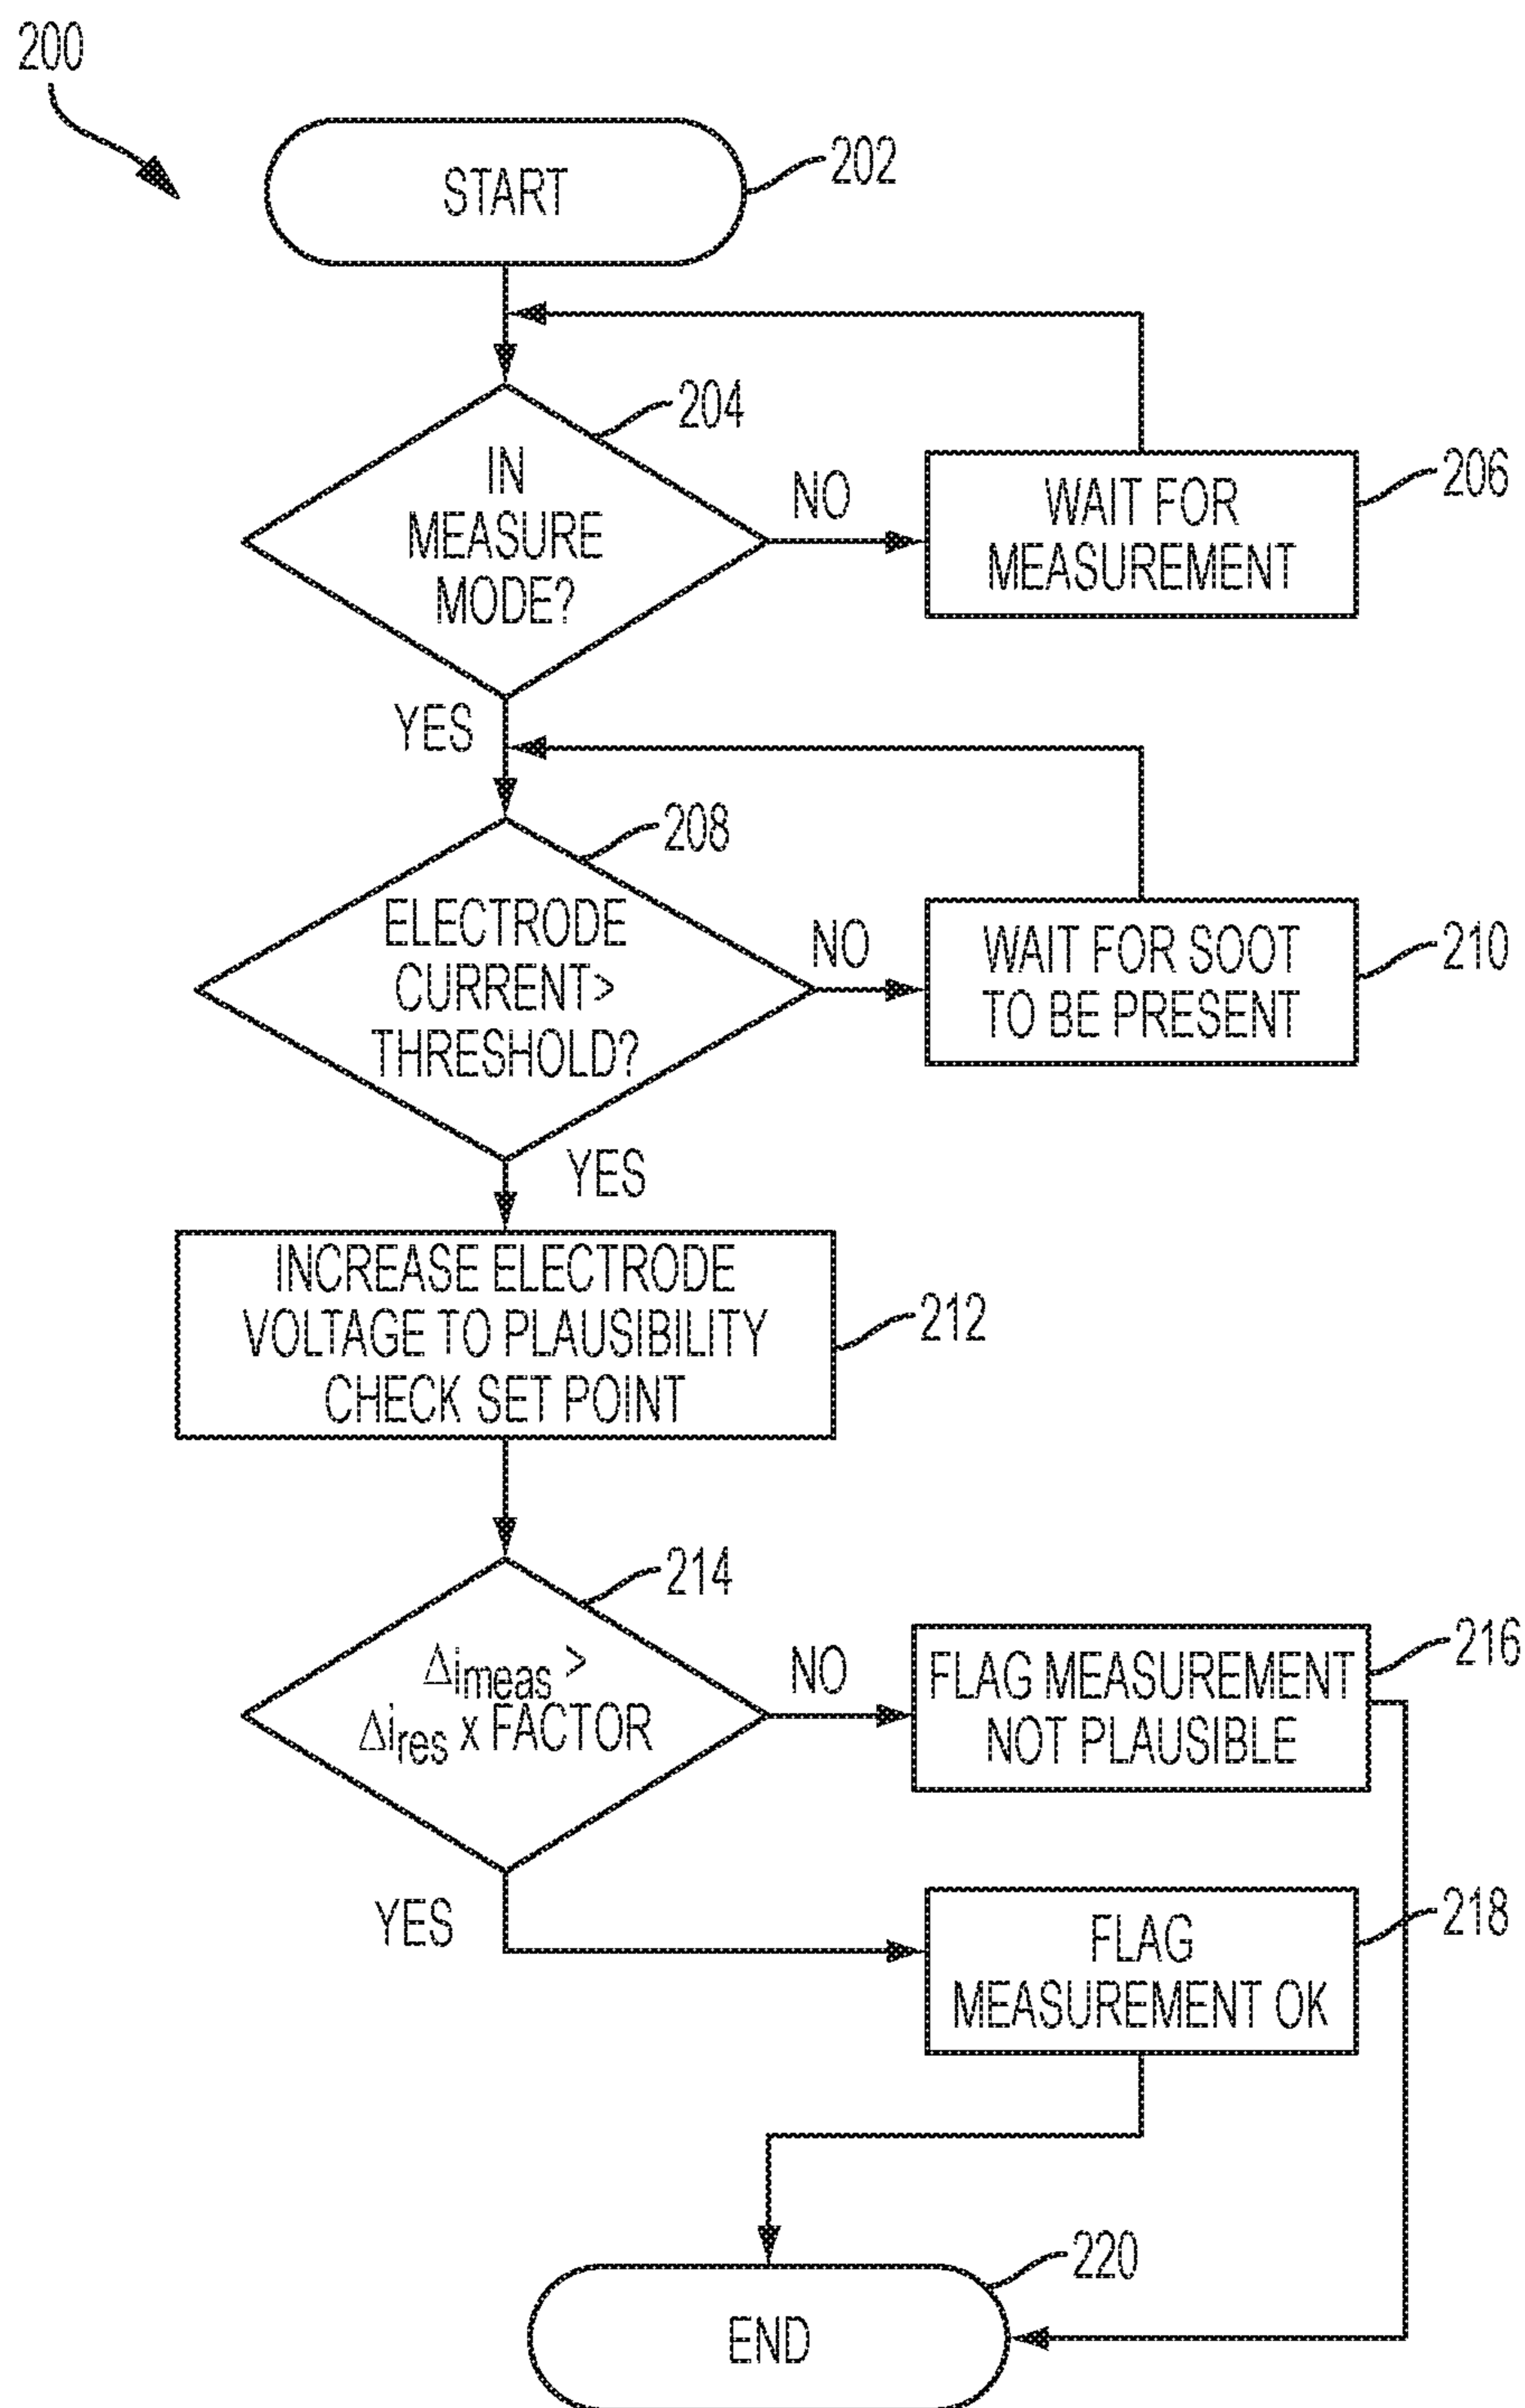 200
START
202
IN
MEASURE
MODE?
204
NO
WAIT FOR
MEASUREMENT
206
YES
ELECTRODE
CURRENT>
THRESHOLD?
208
NO
WAIT FOR SOOT
TO BE PRESENT
210
YES
INCREASE ELECTRODE
VOLTAGE TO PLAUSIBILITY
CHECK SET POINT
212
Δimeas >
Δires x FACTOR
214
NO
FLAG MEASUREMENT
NOT PLAUSIBLE
216
YES
FLAG
MEASUREMENT OK
218
END
220